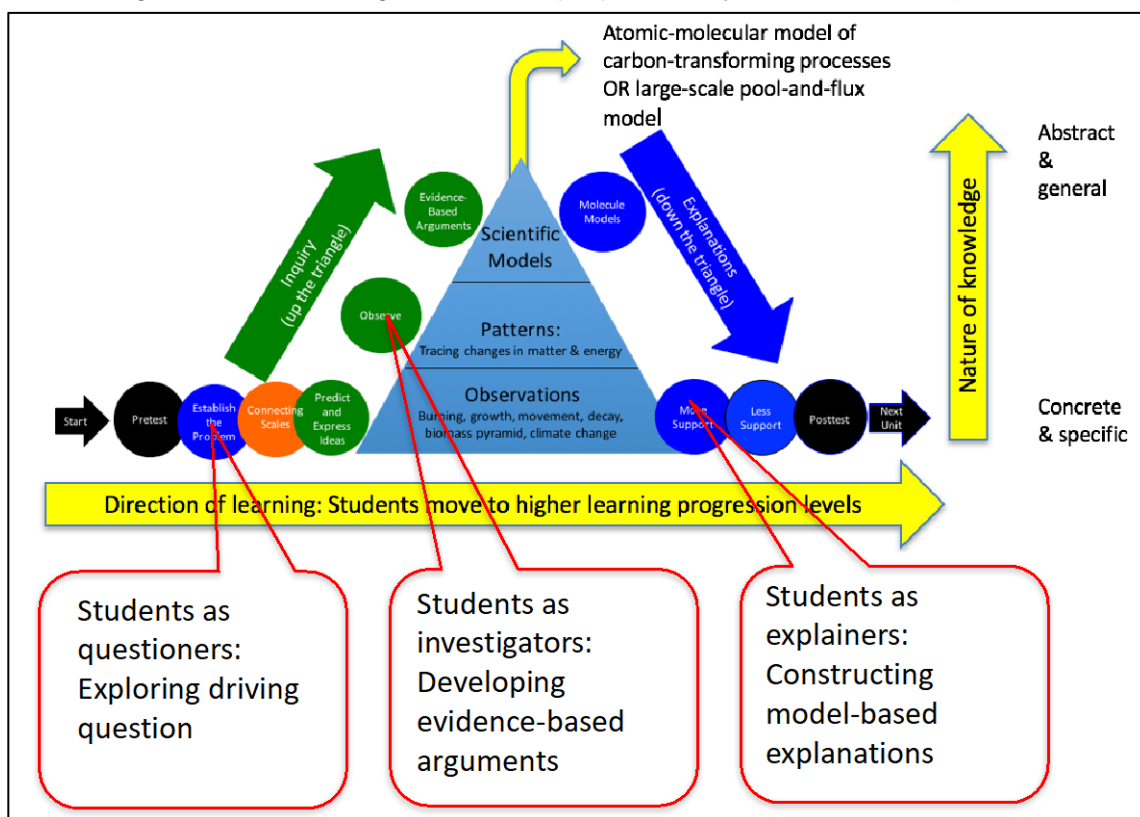 Atomic-molecular model of
carbon-transforming processes
OR large-scale pool-and-flux
model
Abstract
&
general
Nature of knowledge
Concrete
& specific
Inquiry
(up the triangle)
Evidence-
Based
Arguments
Observe
Scientific
Models
Patterns:
Tracing changes in matter & energy
Observations
Burning, growth, movement, decay,
biomass pyramid, climate change
Molecule
Models
Explanations
(down the triangle)
Start
Pretest
Establish
the
Problem
Connecting
Scales
Predict
and
Express
Ideas
More
Support
Less
Support
Posttest
Next
Unit
Direction of learning: Students move to higher learning progression levels
Students as
questioners:
Exploring driving
question
Students as
investigators:
Developing
evidence-based
arguments
Students as
explainers:
Constructing
model-based
explanations